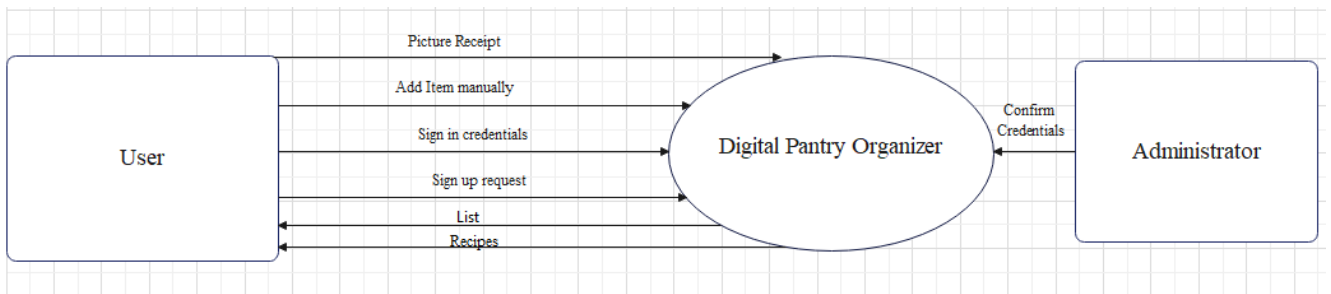 Picture Receipt
Add Item manually
Sign in credentials
Sign up request
List
Recipes
User
Digital Pantry Organizer
Confirm
Credentials
Administrator